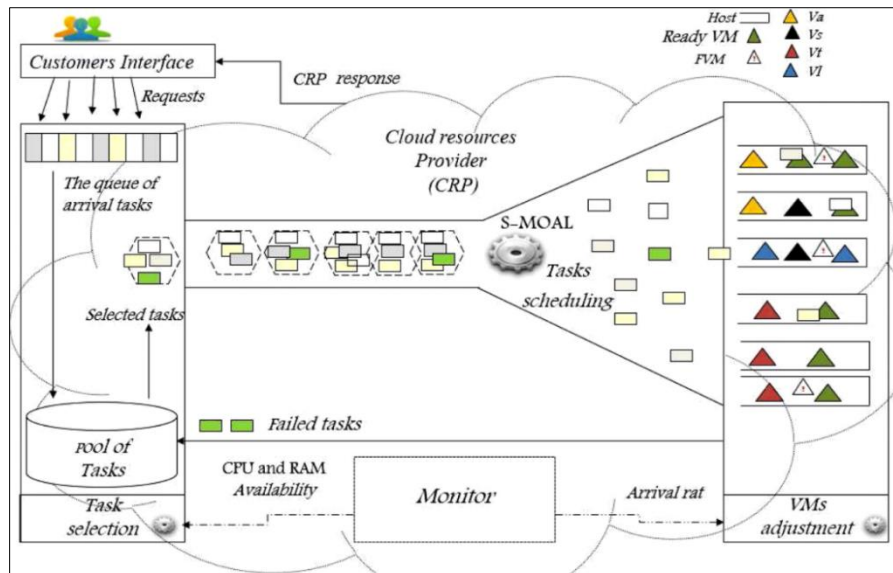 Customers Interface
Requests
CRP response
Host
Ready VM
FVM
Va
Vs
Vt
Vl
Cloud resources
Provider
(CRP)
The queue of
arrival tasks
Selected tasks
S-MOAL
Tasks
scheduling
Failed tasks
Pool of
Tasks
CPU and RAM
Availability
Monitor
Arrival rat
Task
selection
VMs
adjustment